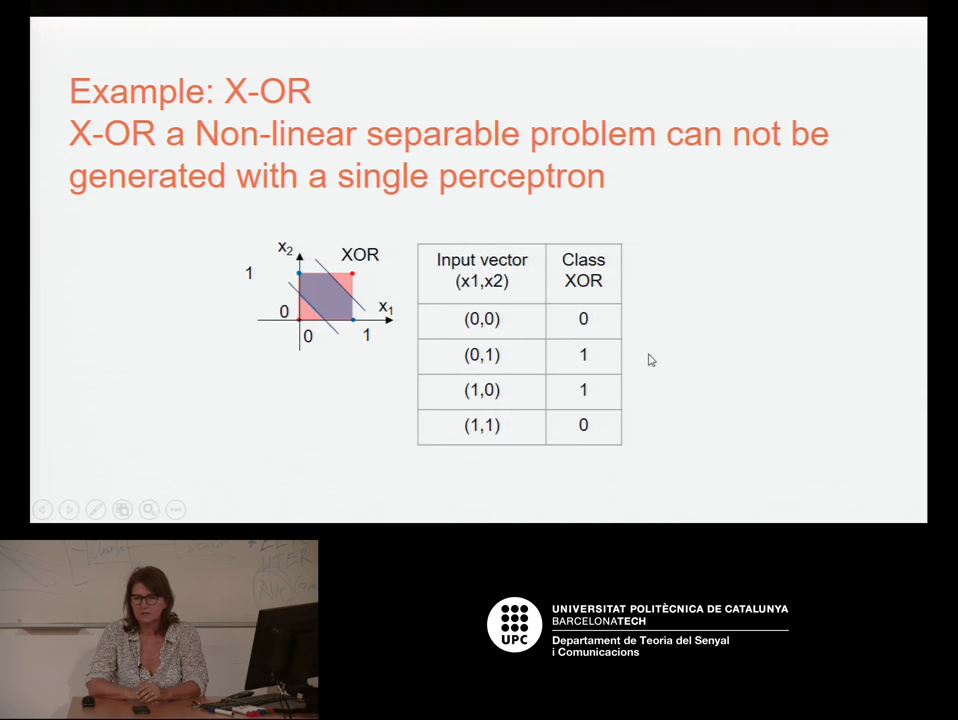 Example: X-OR
X-OR a Non-linear separable problem can not be
generated with a single perceptron
x2
XOR
1
x1
0
0
1
Input vector
(x1,x2)
Class
XOR
(0,0) 0
(0,1) 1
(1,0) 1
(1,1) 0
UPC
UNIVERSITAT POLITÈCNICA DE CATALUNYA
BARCELONATECH
Departament de Teoria del Senyal
i Comunicacions